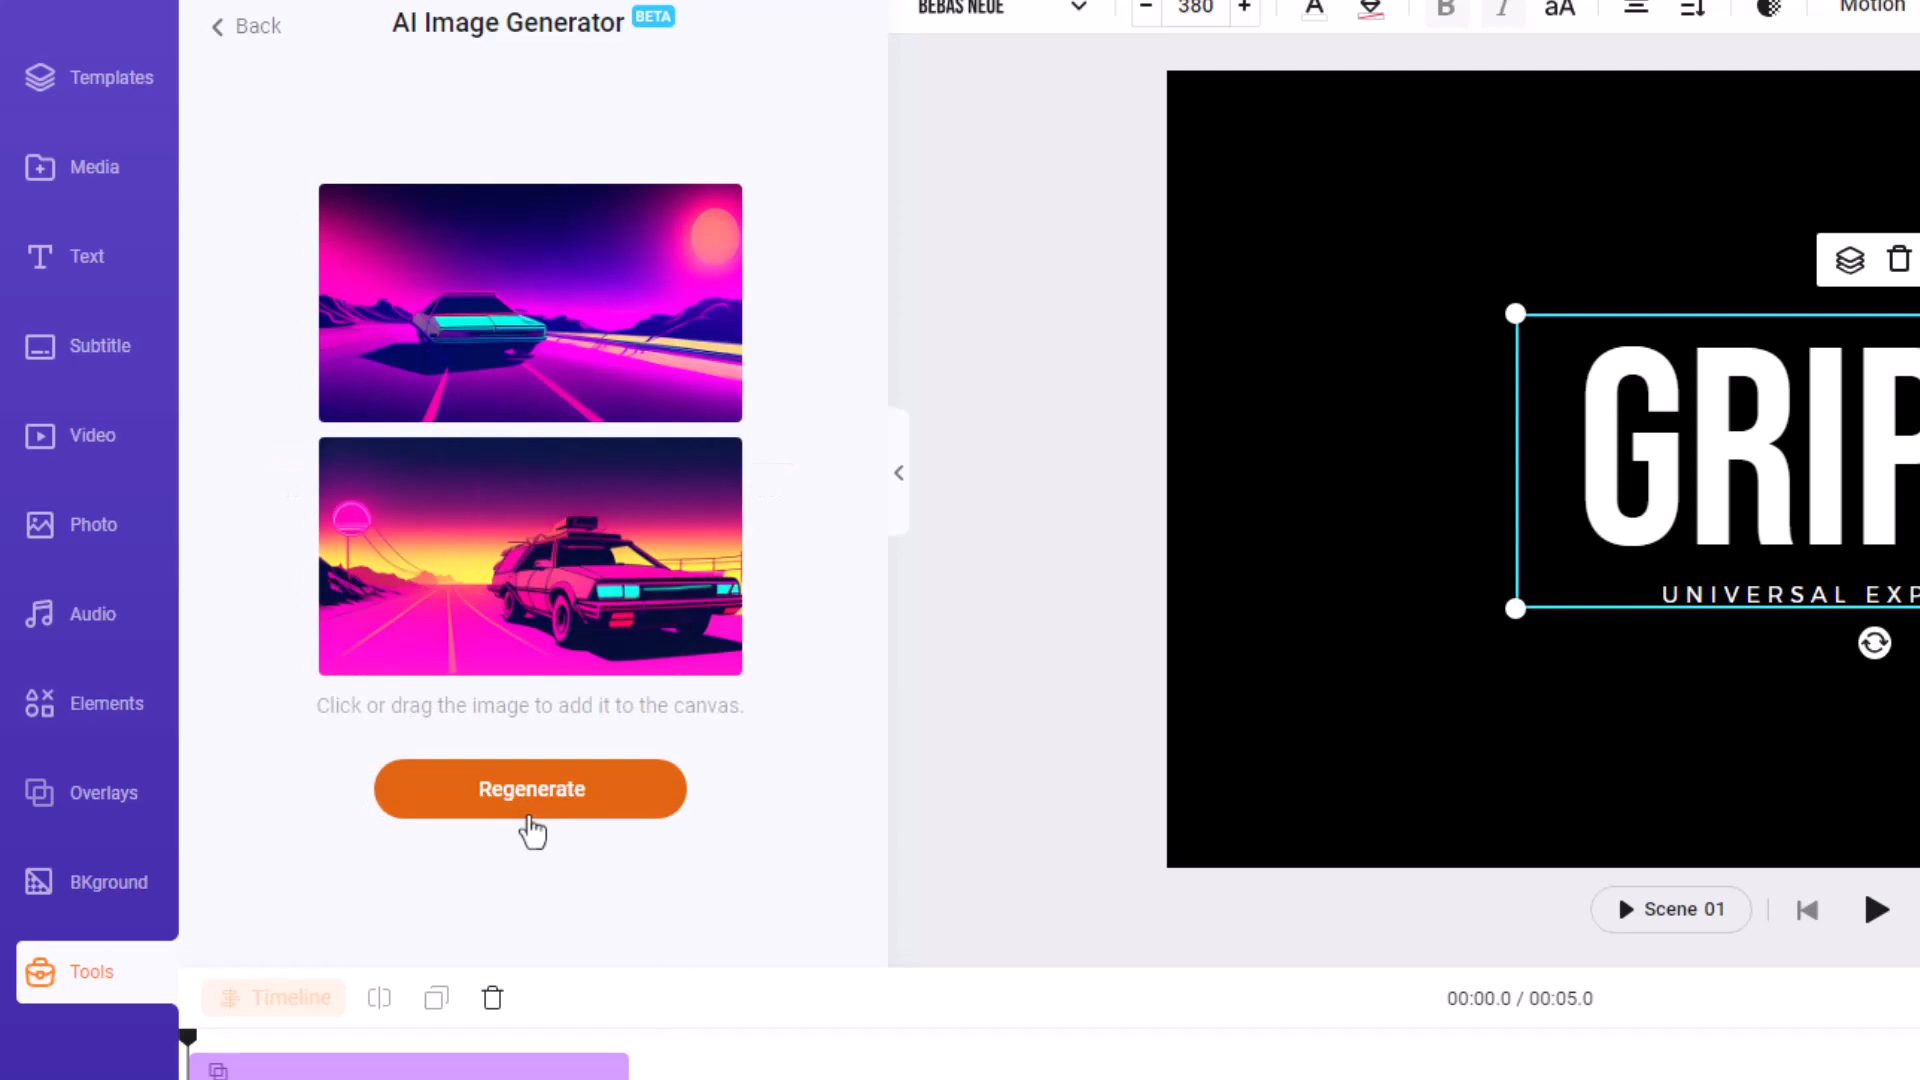 Back
AI Image Generator BETA
Templates
Media
Text
Subtitle
Video
Photo
Audio
Elements
Overlays
BKground
Tools
Click or drag the image to add it to the canvas.
Regenerate
BEBAS NEUE
380
A
B
I
aA
Motion
GRIP
UNIVERSAL EXP
Scene 01
Timeline
00:00.0 / 00:05.0